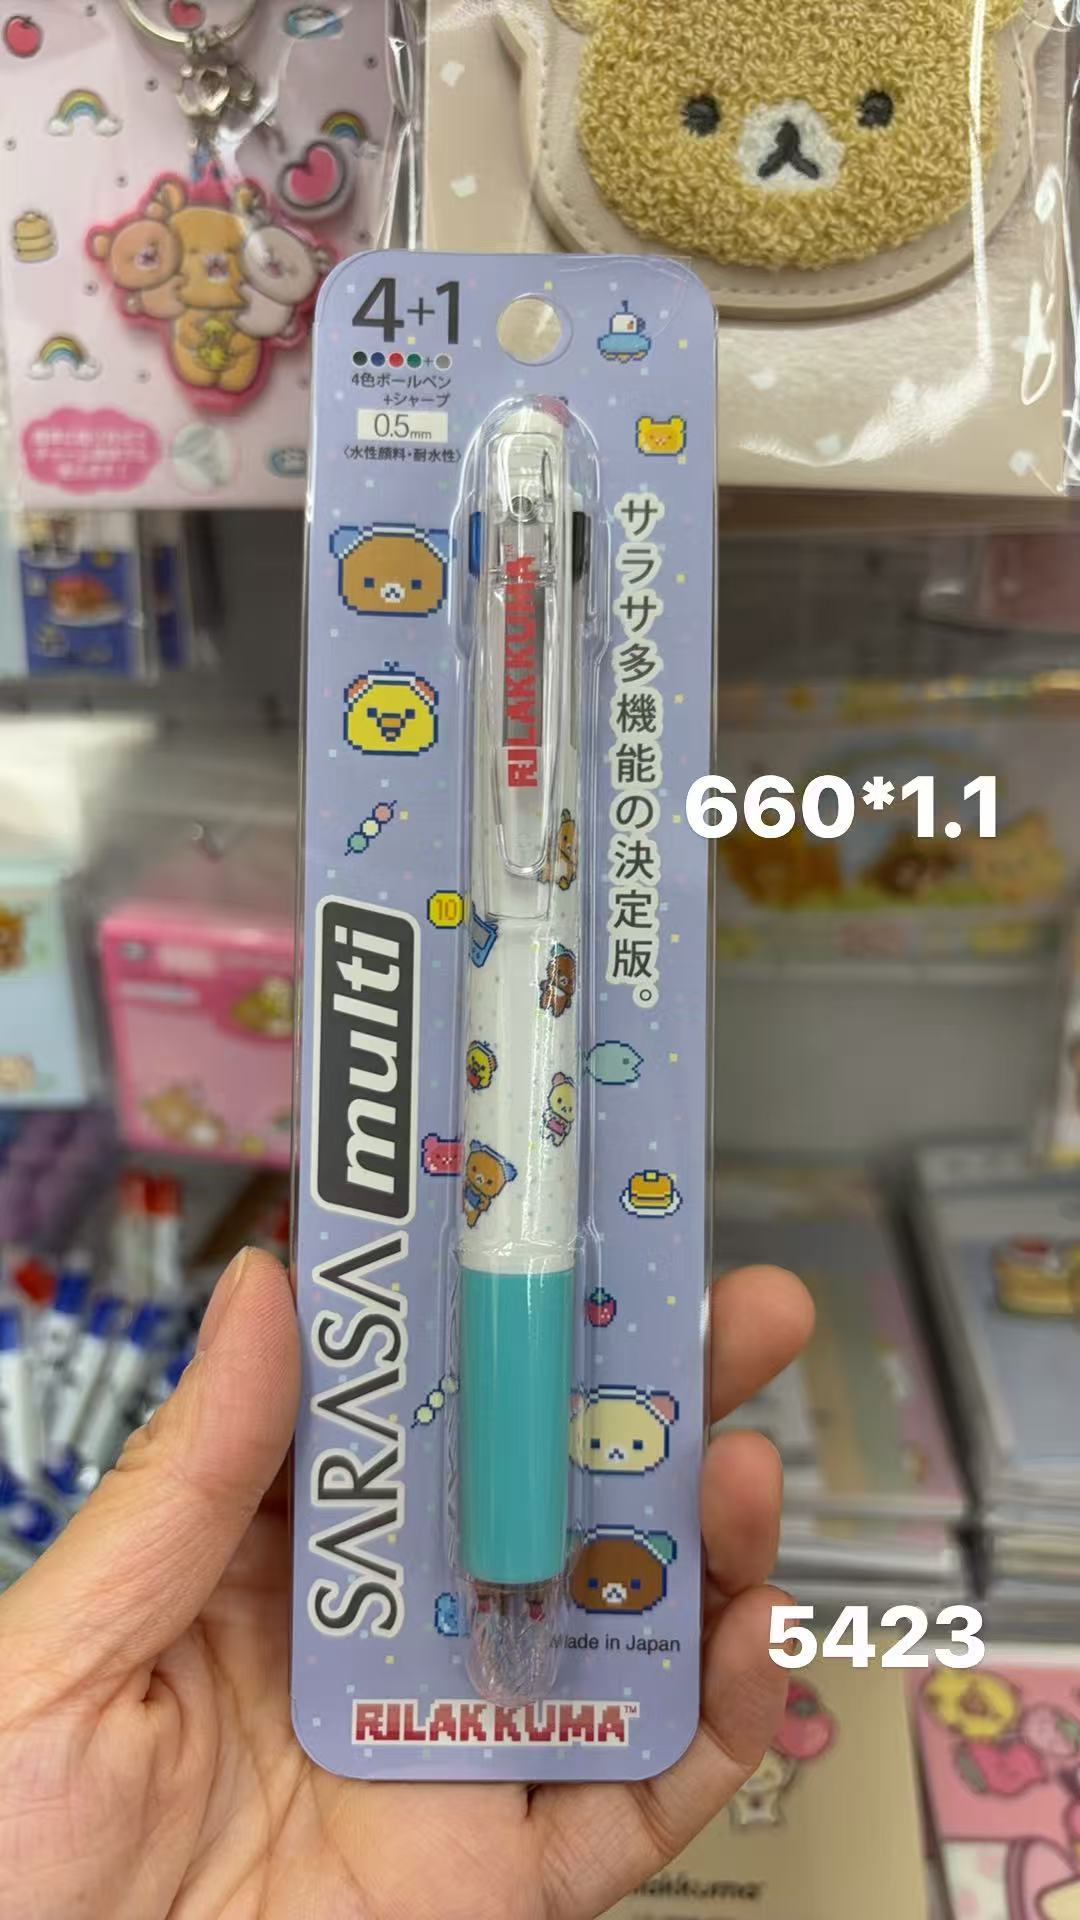 4+1
4色ボールペン
+シャープ
0.5mm
〈水性顔料・耐水性〉
RILAKKUMA™
サラサ多機能の決定版。
660*1.1
10
SARASA multi
5423
Made in Japan
RILAKKUMA™